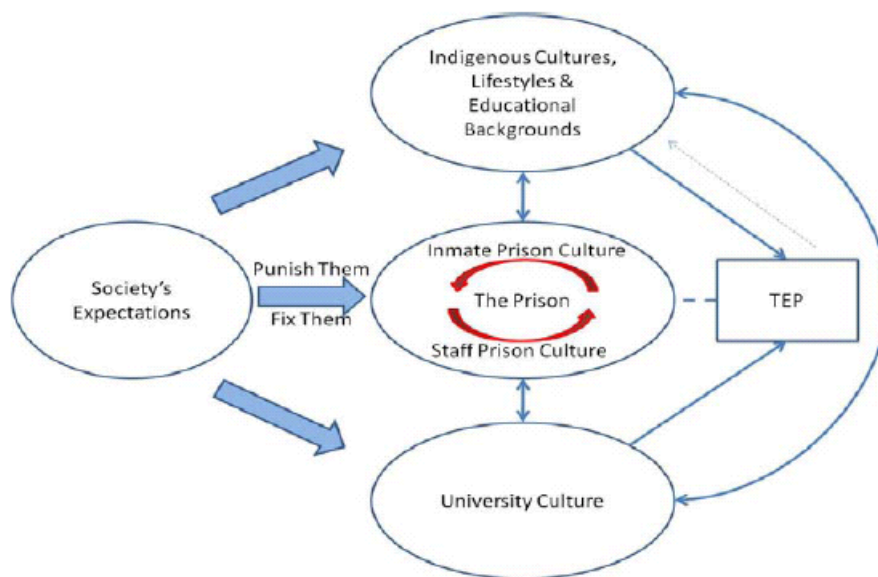 Indigenous Cultures,
Lifestyles &
Educational
Backgrounds
Society's
Expectations
Punish Them
Fix Them
Inmate Prison Culture
The Prison
Staff Prison Culture
TEP
University Culture